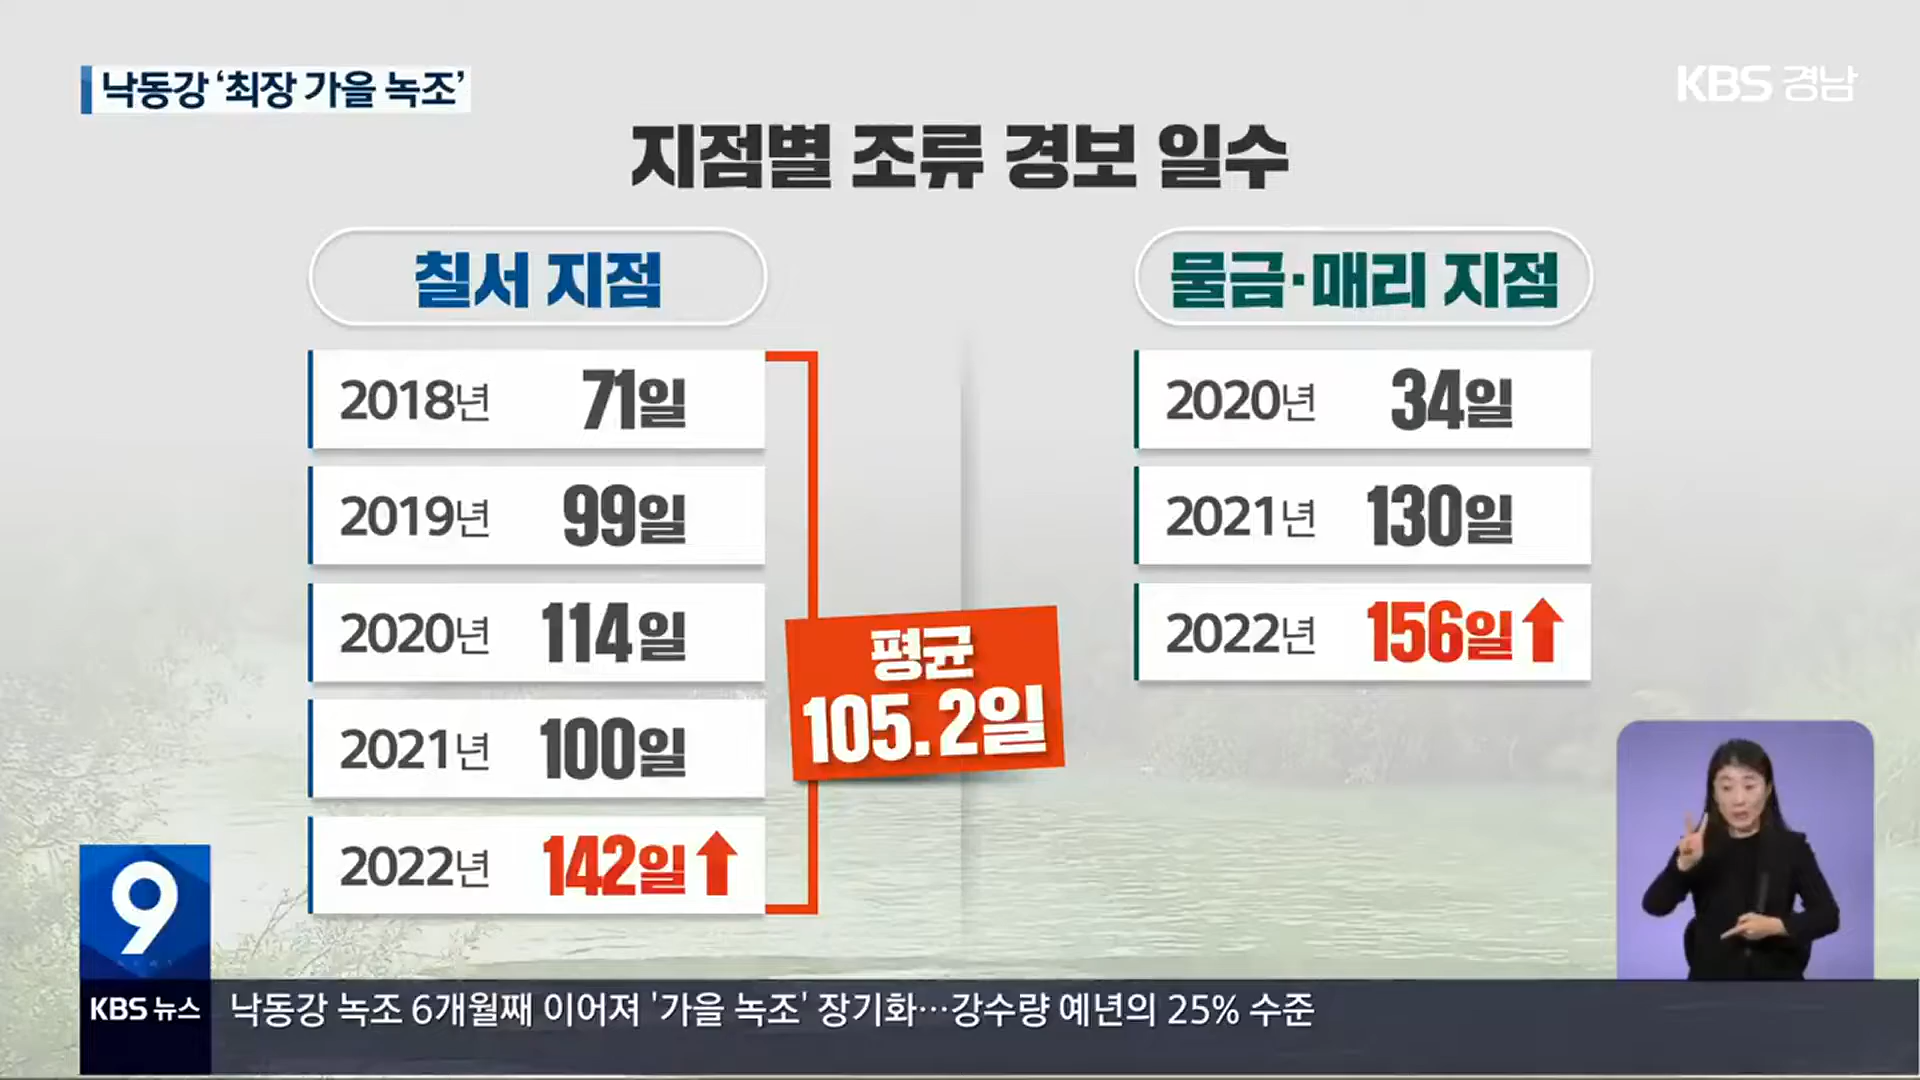 낙동강 ‘최장 가을 녹조’
KBS 경남
지점별 조류 경보 일수
칠서 지점
2018년 71일
2019년 99일
2020년 114일
2021년 100일
2022년 142일
평균
105.2일
물금·매리 지점
2020년 34일
2021년 130일
2022년 156일
9
KBS 뉴스
낙동강 녹조 6개월째 이어져 '가을 녹조' 장기화…강수량 예년의 25% 수준